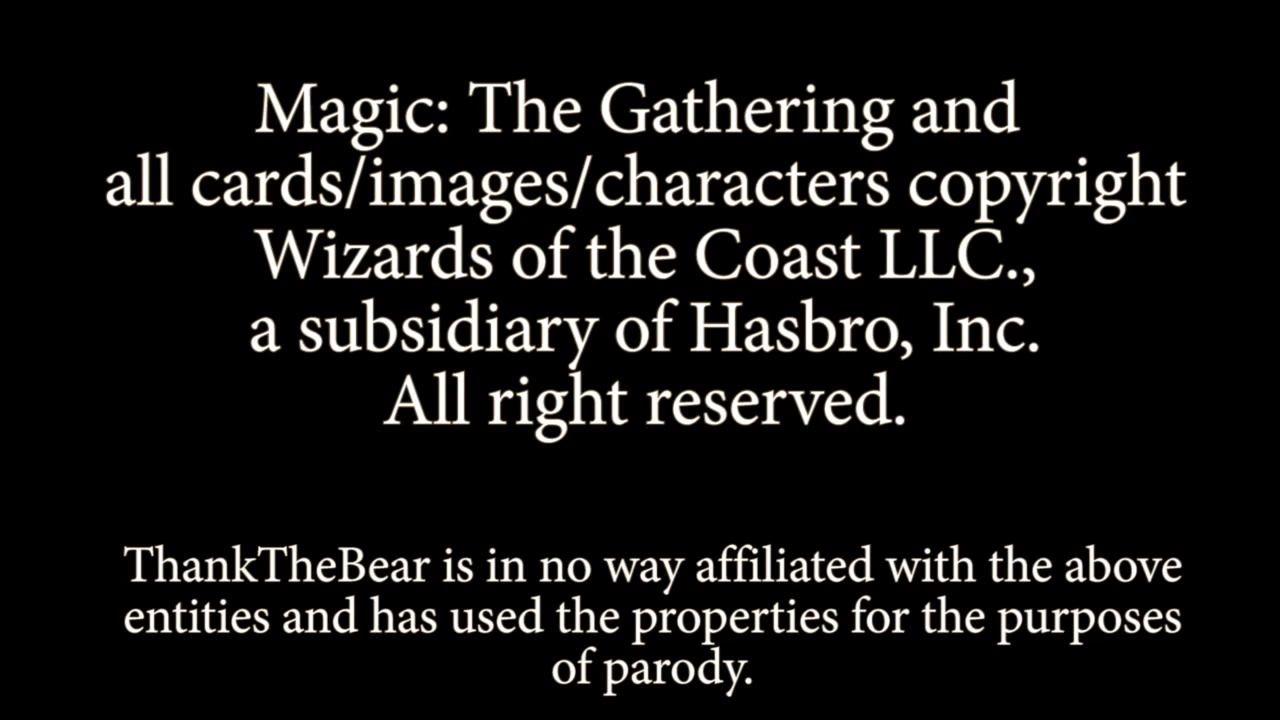 Magic: The Gathering and
all cards/images/characters copyright
Wizards of the Coast LLC.,
a subsidiary of Hasbro, Inc.
All right reserved.
ThankTheBear is in no way affiliated with the above
entities and has used the properties for the purposes
of parody.